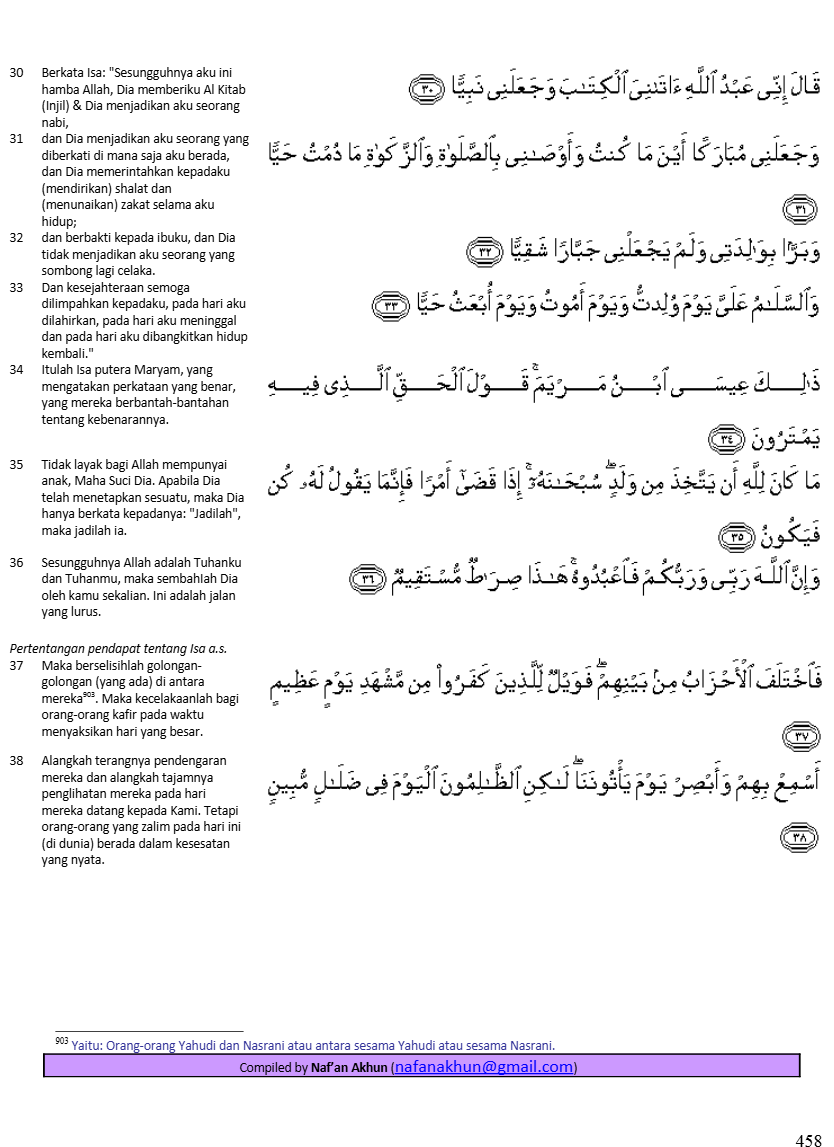 30 Berkata Isa: "Sesungguhnya aku ini
hamba Allah, Dia memberiku Al Kitab
(Injil) & Dia menjadikan aku seorang
nabi,
قَالَ إِنِّى عَبْدُ ٱللَّهِ ءَاتَىٰنِىَ ٱلْكِتَـٰبَ وَجَعَلَنِى نَبِيًّا ٣٠
31 dan Dia menjadikan aku seorang yang
diberkati di mana saja aku berada,
dan Dia memerintahkan kepadaku
(mendirikan) shalat dan
(menunaikan) zakat selama aku
hidup;
وَجَعَلَنِى مُبَارَكًا أَيْنَ مَا كُنتُ وَأَوْصَـٰنِى بِٱلصَّلَوٰةِ وَٱلزَّكَوٰةِ مَا دُمْتُ حَيًّا
٣١
32 dan berbakti kepada ibuku, dan Dia
tidak menjadikan aku seorang yang
sombong lagi celaka.
وَبَرًّۢا بِوَٰلِدَتِى وَلَمْ يَجْعَلْنِى جَبَّارًا شَقِيًّا ٣٢
33 Dan kesejahteraan semoga
dilimpahkan kepadaku, pada hari aku
dilahirkan, pada hari aku meninggal
dan pada hari aku dibangkitkan hidup
kembali."
وَٱلسَّلَـٰمُ عَلَىَّ يَوْمَ وُلِدتُّ وَيَوْمَ أَمُوتُ وَيَوْمَ أُبْعَثُ حَيًّا ٣٣
34 Itulah Isa putera Maryam, yang
mengatakan perkataan yang benar,
yang mereka berbantah-bantahan
tentang kebenarannya.
ذَٰلِكَ عِيسَى ٱبْنُ مَرْيَمَ ۚ قَوْلَ ٱلْحَقِّ ٱلَّذِى فِيهِ
يَمْتَرُونَ ٣٤
35 Tidak layak bagi Allah mempunyai
anak, Maha Suci Dia. Apabila Dia
telah menetapkan sesuatu, maka Dia
hanya berkata kepadanya: "Jadilah",
maka jadilah ia.
مَا كَانَ لِلَّهِ أَن يَتَّخِذَ مِن وَلَدٍ ۖ سُبْحَـٰنَهُۥٓ ۚ إِذَا قَضَىٰٓ أَمْرًا فَإِنَّمَا يَقُولُ لَهُۥ كُن
فَيَكُونُ ٣٥
36 Sesungguhnya Allah adalah Tuhanku
dan Tuhanmu, maka sembahIah Dia
oleh kamu sekalian. Ini adalah jalan
yang lurus.
وَإِنَّ ٱللَّهَ رَبِّى وَرَبُّكُمْ فَٱعْبُدُوهُ ۚ هَـٰذَا صِرَٰطٌ مُّسْتَقِيمٌ ٣٦
Pertentangan pendapat tentang Isa a.s.
37 Maka berselisihlah golongan-
golongan (yang ada) di antara
mereka903. Maka kecelakaanlah bagi
orang-orang kafir pada waktu
menyaksikan hari yang besar.
فَٱخْتَلَفَ ٱلْأَحْزَابُ مِنۢ بَيْنِهِمْ ۖ فَوَيْلٌ لِّلَّذِينَ كَفَرُوا۟ مِن مَّشْهَدِ يَوْمٍ عَظِيمٍ
٣٧
38 Alangkah terangnya pendengaran
mereka dan alangkah tajamnya
penglihatan mereka pada hari
mereka datang kepada Kami. Tetapi
orang-orang yang zalim pada hari ini
(di dunia) berada dalam kesesatan
yang nyata.
أَسْمِعْ بِهِمْ وَأَبْصِرْ يَوْمَ يَأْتُونَنَا ۖ لَـٰكِنِ ٱلظَّـٰلِمُونَ ٱلْيَوْمَ فِى ضَلَـٰلٍ مُّبِينٍ
٣٨
903 Yaitu: Orang-orang Yahudi dan Nasrani atau antara sesama Yahudi atau sesama Nasrani.
Compiled by Naf'an Akhun (nafanakhun@gmail.com)
458